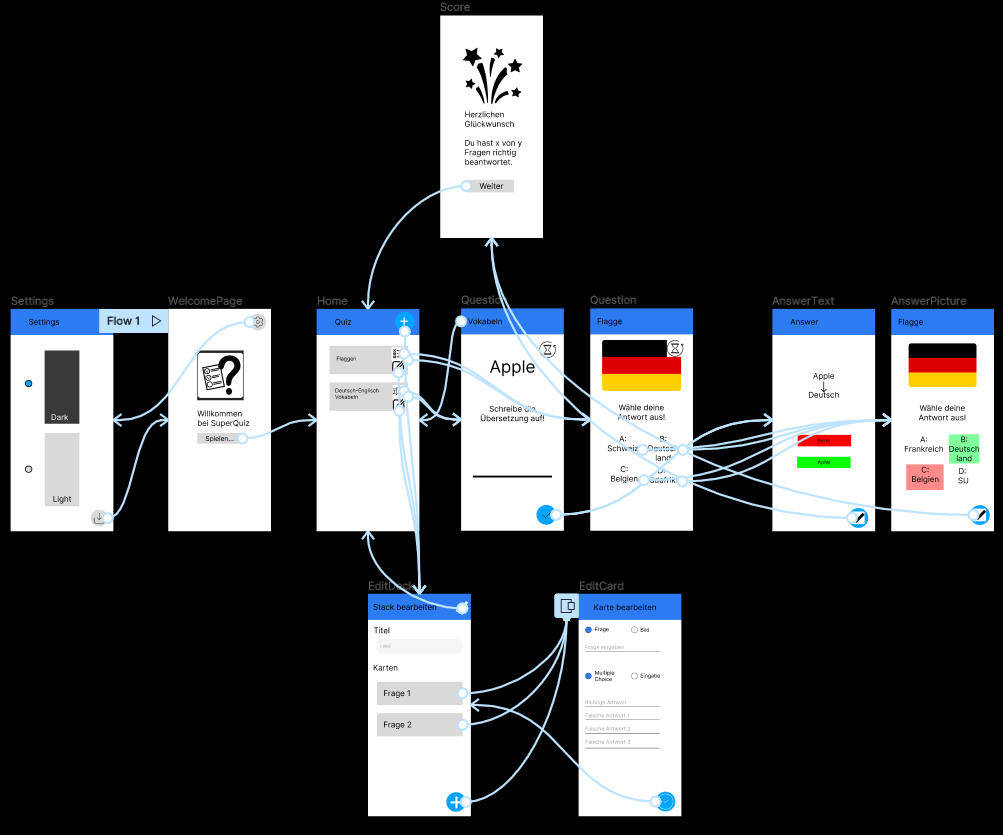 Score
Herzlichen
Glückwunsch
Du hast x von y
Fragen richtig
beantwortet.
Weiter
Settings
Settings
Dark
Light
Flow 1
WelcomePage
Willkommen
bei SuperQuiz
Spielen...
Home
Quiz
Flaggen
Deutsch-Englisch
Vokabeln
Question
Vokabeln
Apple
Schreibe die
Übersetzung auf!
Question
Flagge
Wähle deine
Antwort aus!
A:
Schweiz
B:
Deutsch
land
C:
Belgien
D:
Südafrika
AnswerText
Answer
Apple
Deutsch
Birne
Apfel
AnswerPicture
Flagge
Wähle deine
Antwort aus!
A:
Frankreich
B:
Deutsch
land
C:
Belgien
D:
SU
EditDeck
Stack bearbeiten
Titel
Karten
Frage 1
Frage 2
EditCard
Karte bearbeiten
Frage
Bild
Frage eingeben
Multiple
Choice
Eingabe
Richtige Antwort
Falsche Antwort 1
Falsche Antwort 2
Falsche Antwort 3